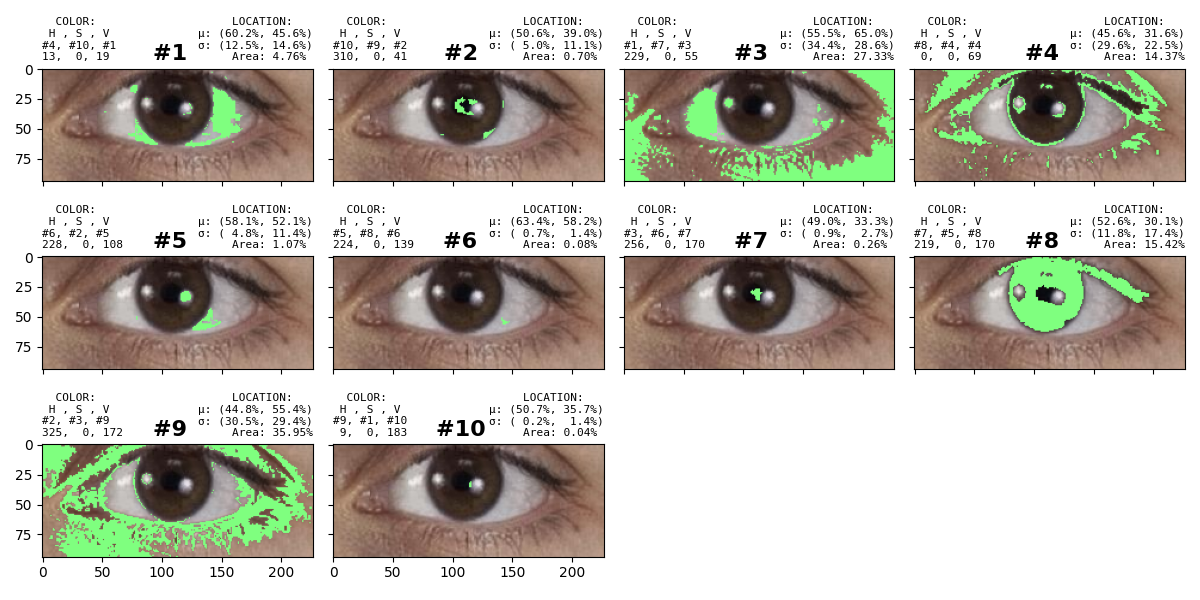 COLOR: LOCATION:
H , S , V μ: (60.2%, 45.6%)
#4, #10, #1 σ: (12.5%, 14.6%)
13, 0, 19 #1 Area: 4.76%
COLOR: LOCATION:
H , S , V μ: (50.6%, 39.0%)
#10, #9, #2 σ: ( 5.0%, 11.1%)
310, 0, 41 #2 Area: 0.70%
COLOR: LOCATION:
H , S , V μ: (55.5%, 65.0%)
#1, #7, #3 σ: (34.4%, 28.6%)
229, 0, 55 #3 Area: 27.33%
COLOR: LOCATION:
H , S , V μ: (45.6%, 31.6%)
#8, #4, #4 σ: (29.6%, 22.5%)
0, 0, 69 #4 Area: 14.37%
0
25
50
75
COLOR: LOCATION:
H , S , V μ: (58.1%, 52.1%)
#6, #2, #5 σ: ( 4.8%, 11.4%)
228, 0, 108 #5 Area: 1.07%
COLOR: LOCATION:
H , S , V μ: (63.4%, 58.2%)
#5, #8, #6 σ: ( 0.7%, 1.4%)
224, 0, 139 #6 Area: 0.08%
COLOR: LOCATION:
H , S , V μ: (49.0%, 33.3%)
#3, #6, #7 σ: ( 0.9%, 2.7%)
256, 0, 170 #7 Area: 0.26%
COLOR: LOCATION:
H , S , V μ: (52.6%, 30.1%)
#7, #5, #8 σ: (11.8%, 17.4%)
219, 0, 170 #8 Area: 15.42%
0
25
50
75
COLOR: LOCATION:
H , S , V μ: (44.8%, 55.4%)
#2, #3, #9 σ: (30.5%, 29.4%)
325, 0, 172 #9 Area: 35.95%
COLOR: LOCATION:
H , S , V μ: (50.7%, 35.7%)
#9, #1, #10 σ: ( 0.2%, 1.4%)
9, 0, 183 #10 Area: 0.04%
0
25
50
75
0 50 100 150 200
0 50 100 150 200